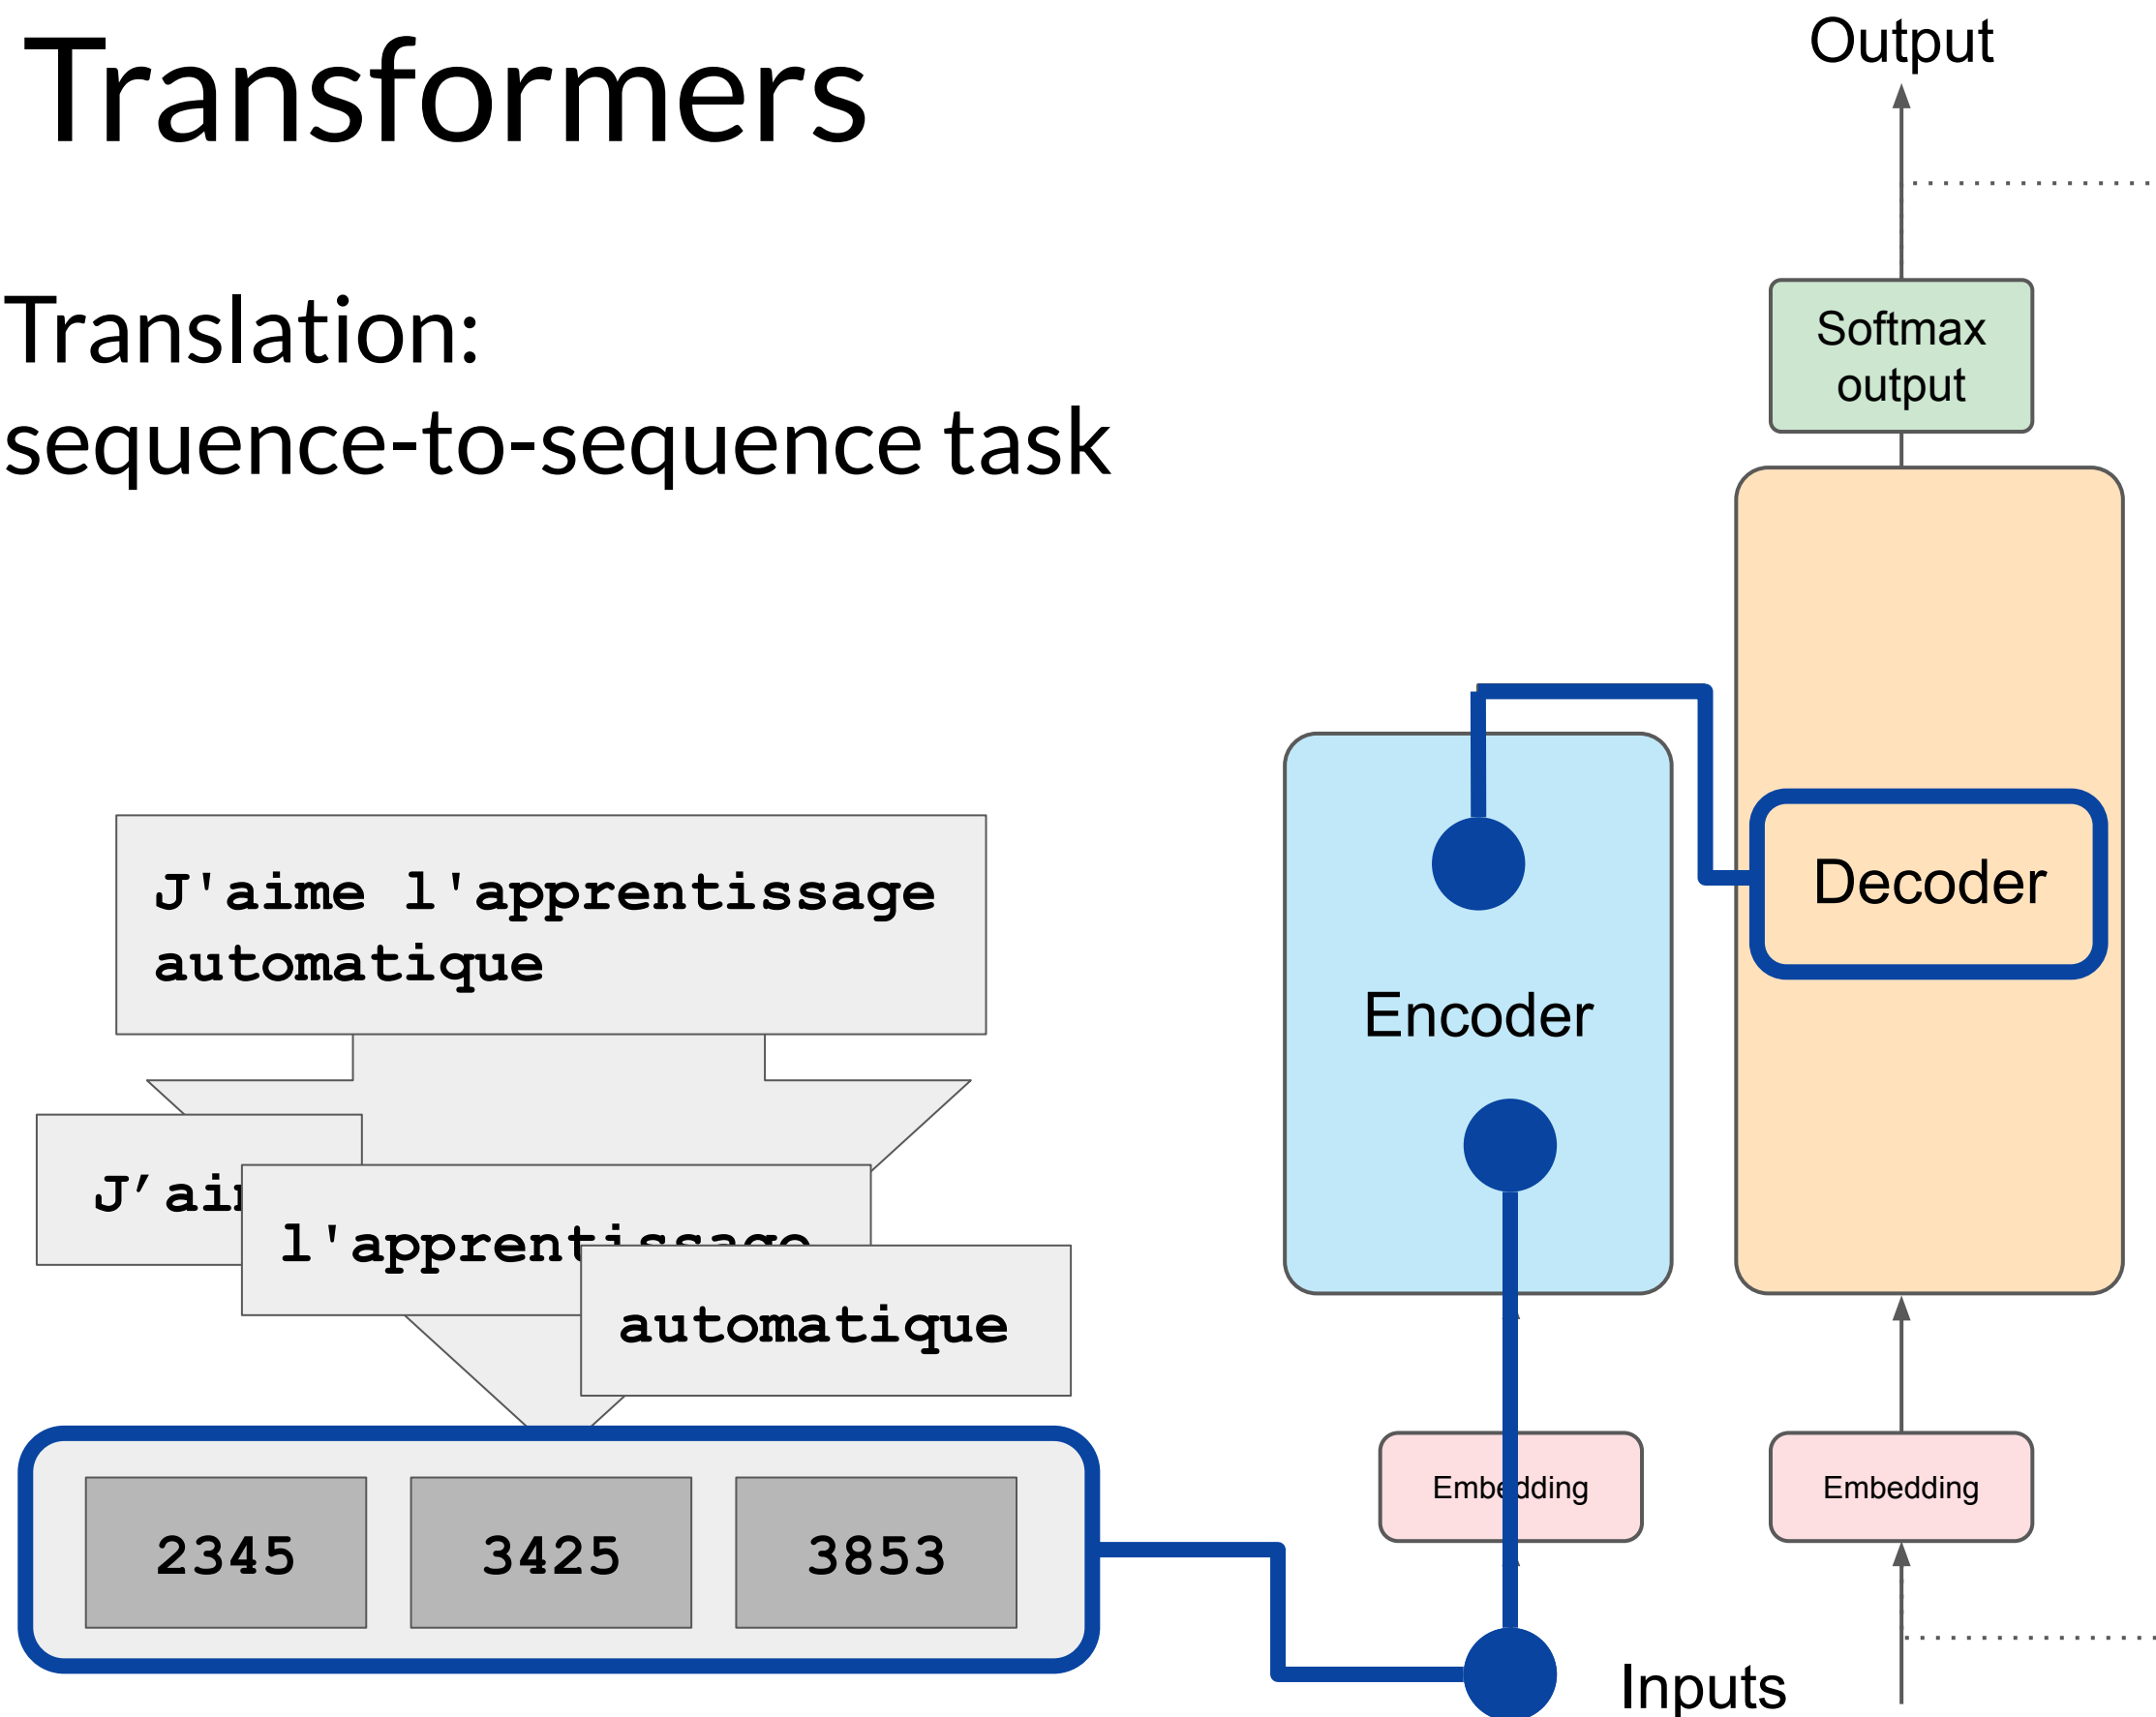 Transformers
Translation:
sequence-to-sequence task
J'aime l'apprentissage
automatique
l'apprentissage
automatique
2345
3425
3853
Output
Softmax
output
Decoder
Encoder
Embedding
Embedding
Inputs